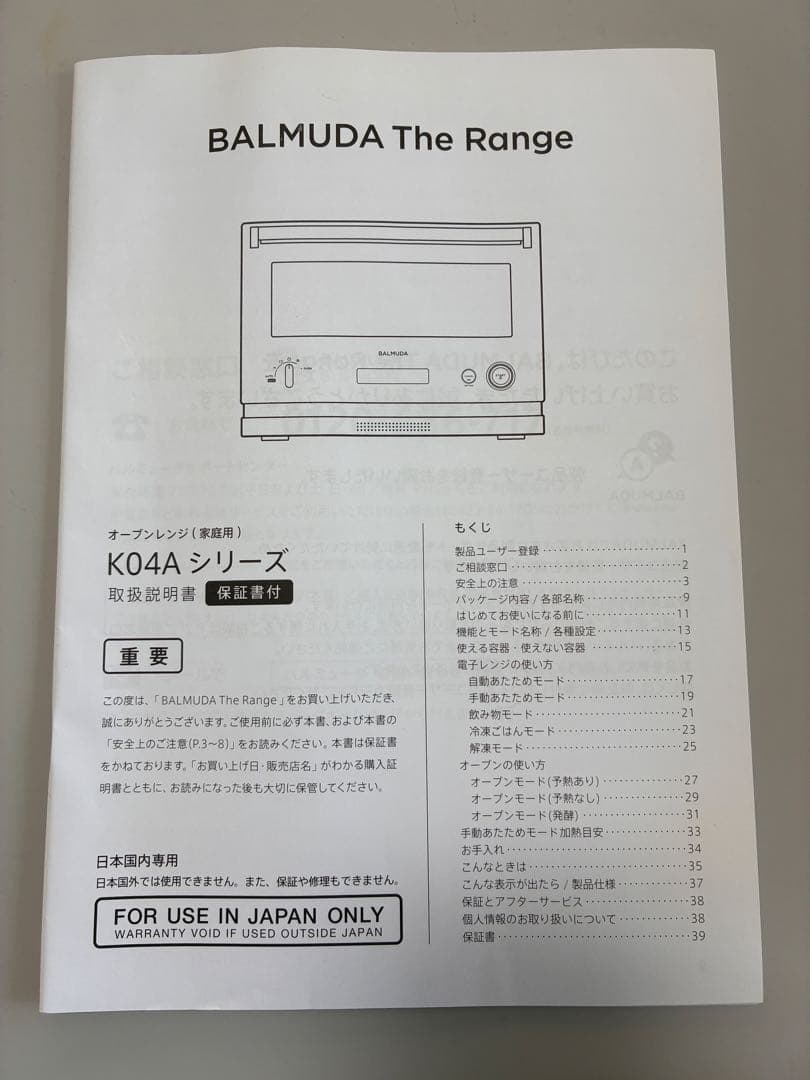 BALMUDA The Range
BALMUDA
オーブンレンジ(家庭用)
K04A シリーズ
取扱説明書 保証書付
重要
この度は、「BALMUDA The Range」をお買い上げいただき、
誠にありがとうございます。ご使用前に必ず本書、および本書の
「安全上のご注意(P.3〜8)」をお読みください。本書は保証書
をかねております。「お買い上げ日・販売店名」がわかる購入証
明書とともに、お読みになった後も大切に保管してください。
日本国内専用
日本国外では使用できません。また、保証や修理もできません。
FOR USE IN JAPAN ONLY
WARRANTY VOID IF USED OUTSIDE JAPAN
もくじ
製品ユーザー登録 1
ご相談窓口 2
安全上の注意 3
パッケージ内容 / 各部名称 9
はじめてお使いになる前に 11
機能とモード名称 / 各種設定 13
使える容器・使えない容器 15
電子レンジの使い方
自動あたためモード 17
手動あたためモード 19
飲み物モード 21
冷凍ごはんモード 23
解凍モード 25
オーブンの使い方
オーブンモード(予熱あり) 27
オーブンモード(予熱なし) 29
オーブンモード(発酵) 31
手動あたためモード加熱目安 33
お手入れ 34
こんなときは 35
こんな表示が出たら / 製品仕様 37
保証とアフターサービス 38
個人情報のお取り扱いについて 38
保証書 39